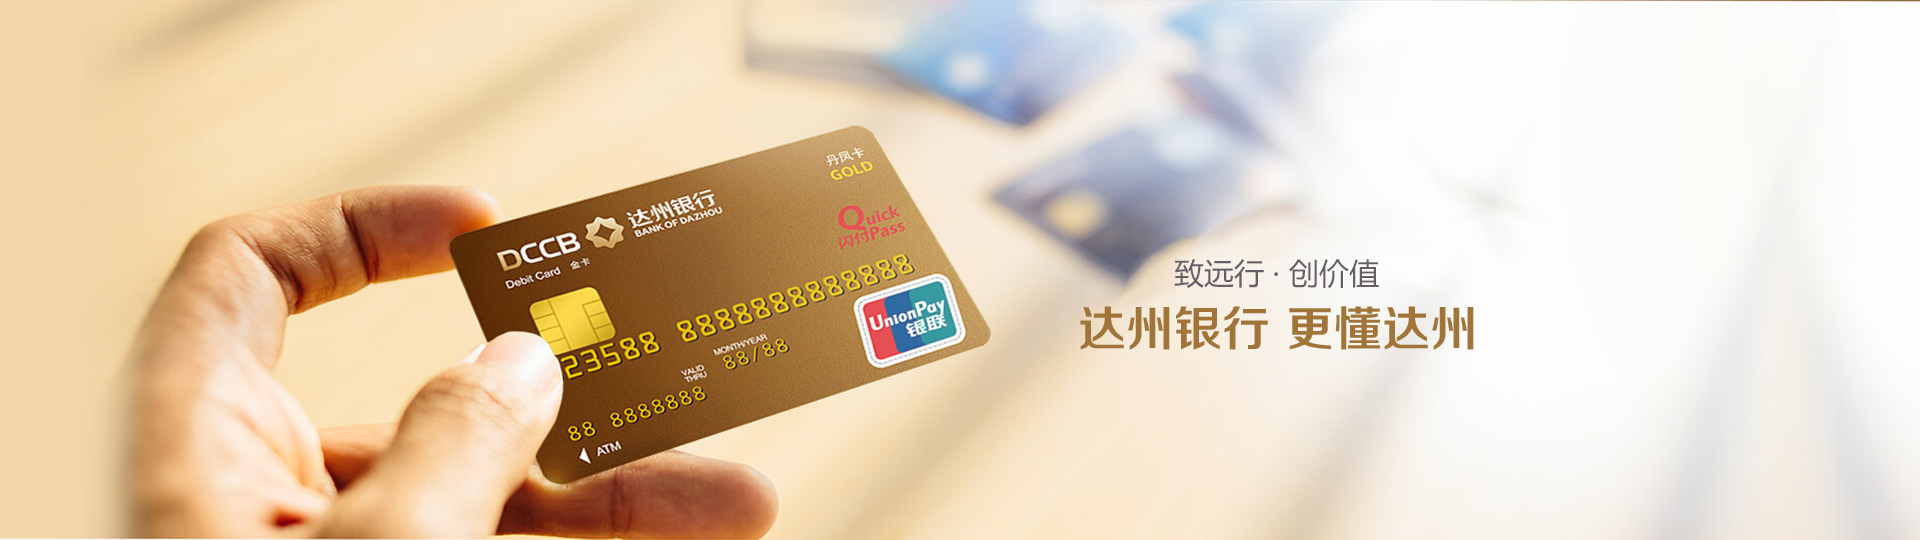 丹凤卡
GOLD
DCCB 达州银行
BANK OF DAZHOU
Debit Card 金卡
Quick
闪付Pass
23588 88888888888888
MONTH/YEAR
VALID THRU 88/88
88 8888888
ATM
UnionPay
银联
致远行 · 创价值
达州银行 更懂达州